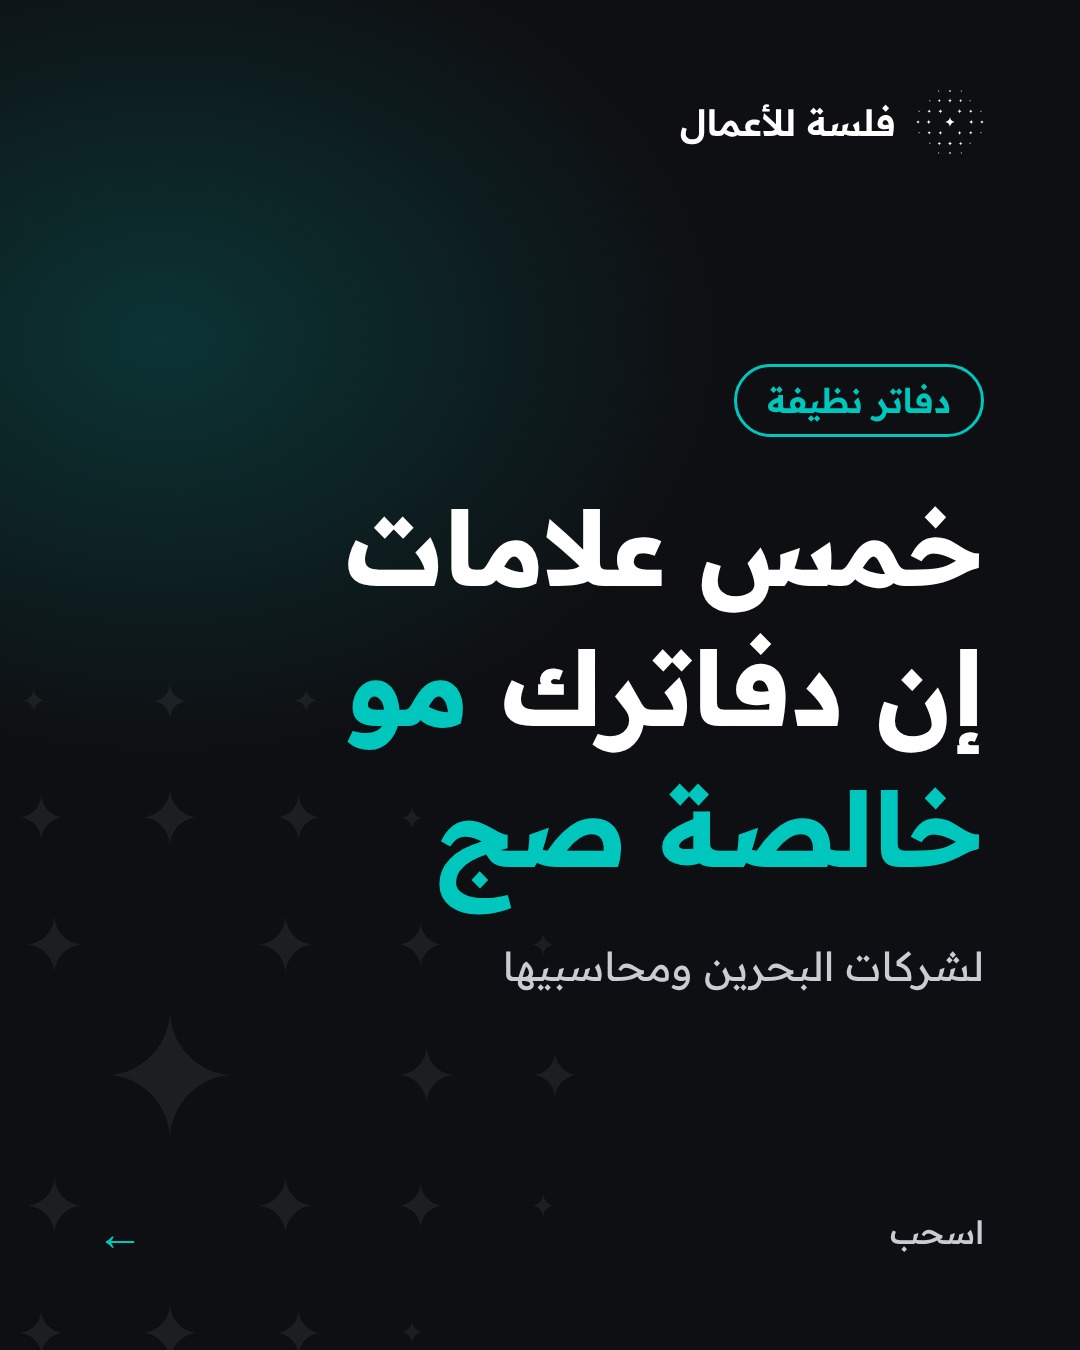 فلسة للأعمال
دفاتر نظيفة
خمس علامات
إن دفاترك مو
خالصة صج
لشركات البحرين ومحاسبيها
اسحب
←